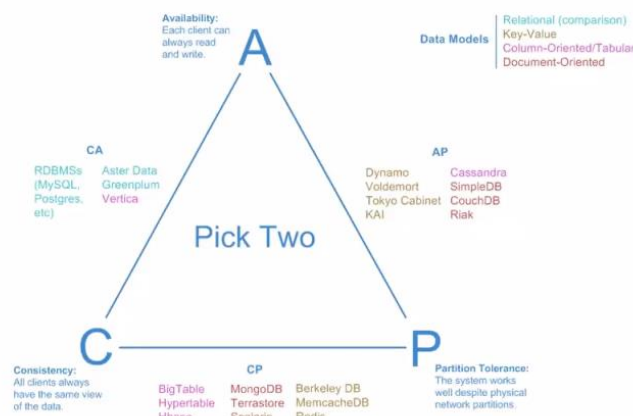 Availability:
Each client can
always read
and write.
A
Data Models
Relational (comparison)
Key-Value
Column-Oriented/Tabular
Document-Oriented
CA
RDBMSs
(MySQL,
Postgres,
etc)
Aster Data
Greenplum
Vertica
AP
Dynamo
Voldemort
Tokyo Cabinet
KAI
Cassandra
SimpleDB
CouchDB
Riak
Pick Two
C
P
Consistency:
All clients always
have the same view
of the data.
CP
BigTable
Hypertable
MongoDB
Terrastore
Berkeley DB
MemcacheDB
Partition Tolerance:
The system works
well despite physical
network partitions.